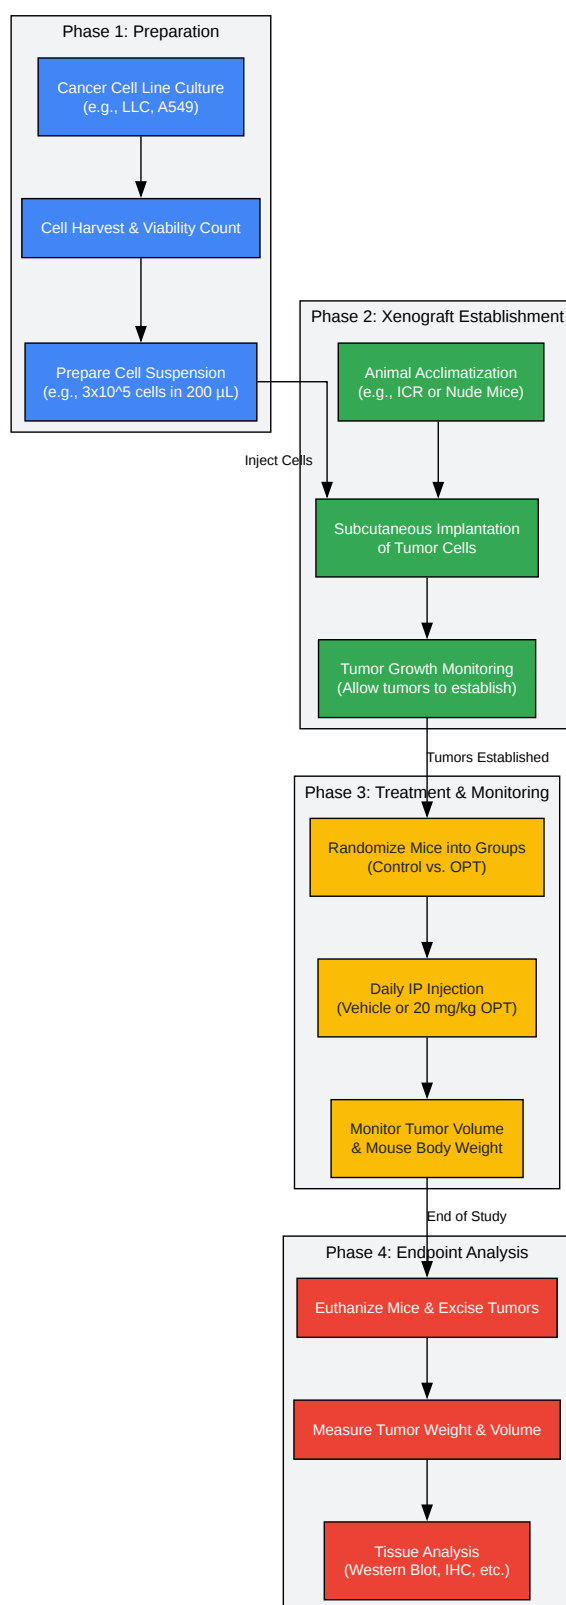 Phase 1: Preparation
Cancer Cell Line Culture
(e.g., LLC, A549)
Cell Harvest & Viability Count
Prepare Cell Suspension
(e.g., 3x10^5 cells in 200 µL)
Inject Cells
Phase 2: Xenograft Establishment
Animal Acclimatization
(e.g., ICR or Nude Mice)
Subcutaneous Implantation
of Tumor Cells
Tumor Growth Monitoring
(Allow tumors to establish)
Tumors Established
Phase 3: Treatment & Monitoring
Randomize Mice into Groups
(Control vs. OPT)
Daily IP Injection
(Vehicle or 20 mg/kg OPT)
Monitor Tumor Volume
& Mouse Body Weight
End of Study
Phase 4: Endpoint Analysis
Euthanize Mice & Excise Tumors
Measure Tumor Weight & Volume
Tissue Analysis
(Western Blot, IHC, etc.)